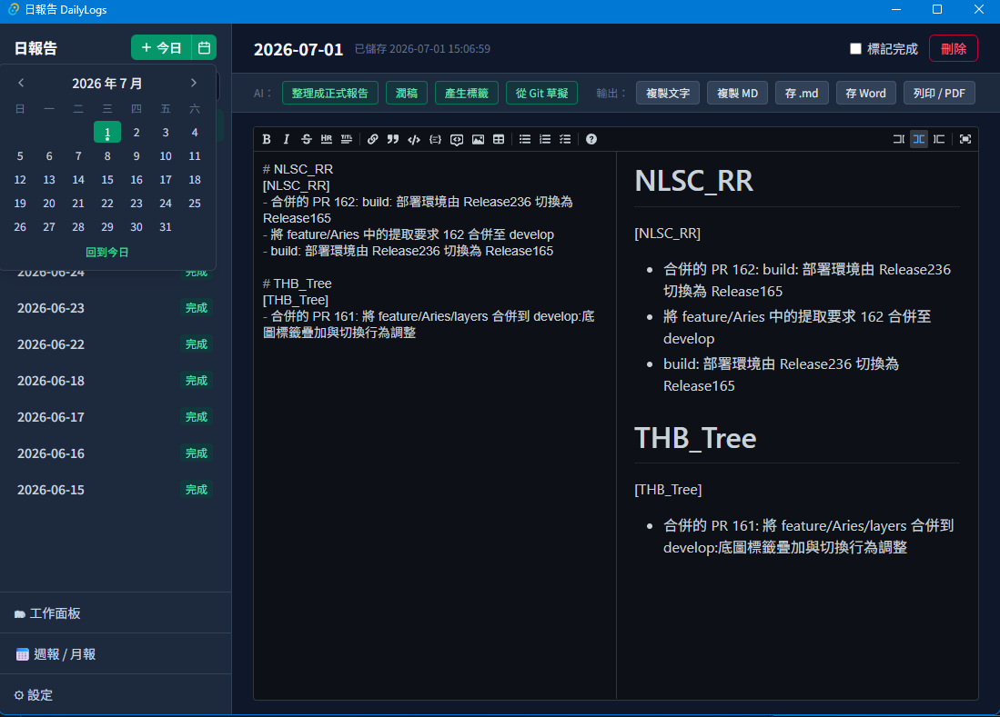 日報告 DailyLogs
日報告
+ 今日
2026 年 7 月
日 一 二 三 四 五 六
1 2 3 4
5 6 7 8 9 10 11
12 13 14 15 16 17 18
19 20 21 22 23 24 25
26 27 28 29 30 31
回到今日
2026-06-24 完成
2026-06-23 完成
2026-06-22 完成
2026-06-18 完成
2026-06-17 完成
2026-06-16 完成
2026-06-15 完成
工作面板
週報 / 月報
設定
2026-07-01 已儲存 2026-07-01 15:06:59
標記完成 刪除
AI： 整理成正式報告 潤稿 產生標籤 從 Git 草擬 輸出： 複製文字 複製 MD 存 .md 存 Word 列印 / PDF
# NLSC_RR
[NLSC_RR]
- 合併的 PR 162: build: 部署環境由 Release236 切換為
Release165
- 將 feature/Aries 中的提取要求 162 合併至 develop
- build: 部署環境由 Release236 切換為 Release165
# THB_Tree
[THB_Tree]
- 合併的 PR 161: 將 feature/Aries/layers 合併到 develop:底
圖標籤疊加與切換行為調整
NLSC_RR
[NLSC_RR]
合併的 PR 162: build: 部署環境由 Release236
切換為 Release165
將 feature/Aries 中的提取要求 162 合併至
develop
build: 部署環境由 Release236 切換為
Release165
THB_Tree
[THB_Tree]
合併的 PR 161: 將 feature/Aries/layers 合併到
develop:底圖標籤疊加與切換行為調整